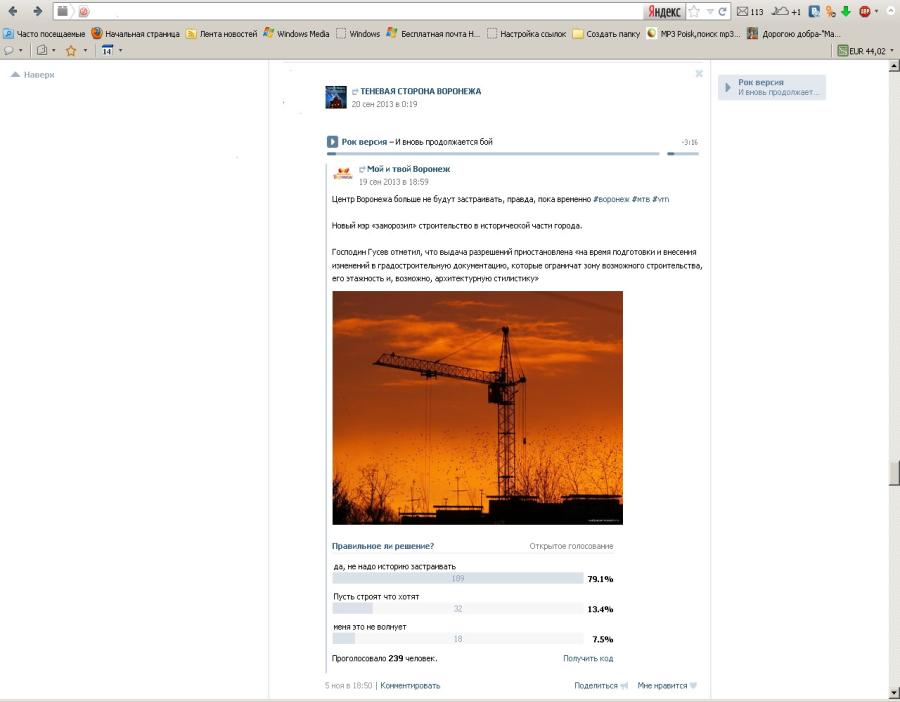 Яндекс
113
+1
ABP
Часто посещаемые
Начальная страница
Лента новостей
Windows Media
Windows
Бесплатная почта H...
Настройка ссылок
Создать папку
MP3 Poisk,поиск mp3...
Дорогою добра-"Ма...
14
EUR 44,02
Наверх
ТЕНЕВАЯ СТОРОНА ВОРОНЕЖА
20 сен 2013 в 0:19
Рок версия
И вновь продолжает...
Рок версия – И вновь продолжается бой
-3:16
Мой и твой Воронеж
19 сен 2013 в 18:59
Центр Воронежа больше не будут застраивать, правда, пока временно #воронеж #мтв #vrn
Новый мэр «заморозил» строительство в исторической части города.
Господин Гусев отметил, что выдача разрешений приостановлена «на время подготовки и внесения
изменений в градостроительную документацию, которые ограничат зону возможного строительства,
его этажность и, возможно, архитектурную стилистику»
Правильное ли решение?
Открытое голосование
да, не надо историю застраивать
189
79.1%
Пусть строят что хотят
32
13.4%
меня это не волнует
18
7.5%
Проголосовало 239 человек.
Получить код
5 ноя в 18:50 | Комментировать
Поделиться
Мне нравится